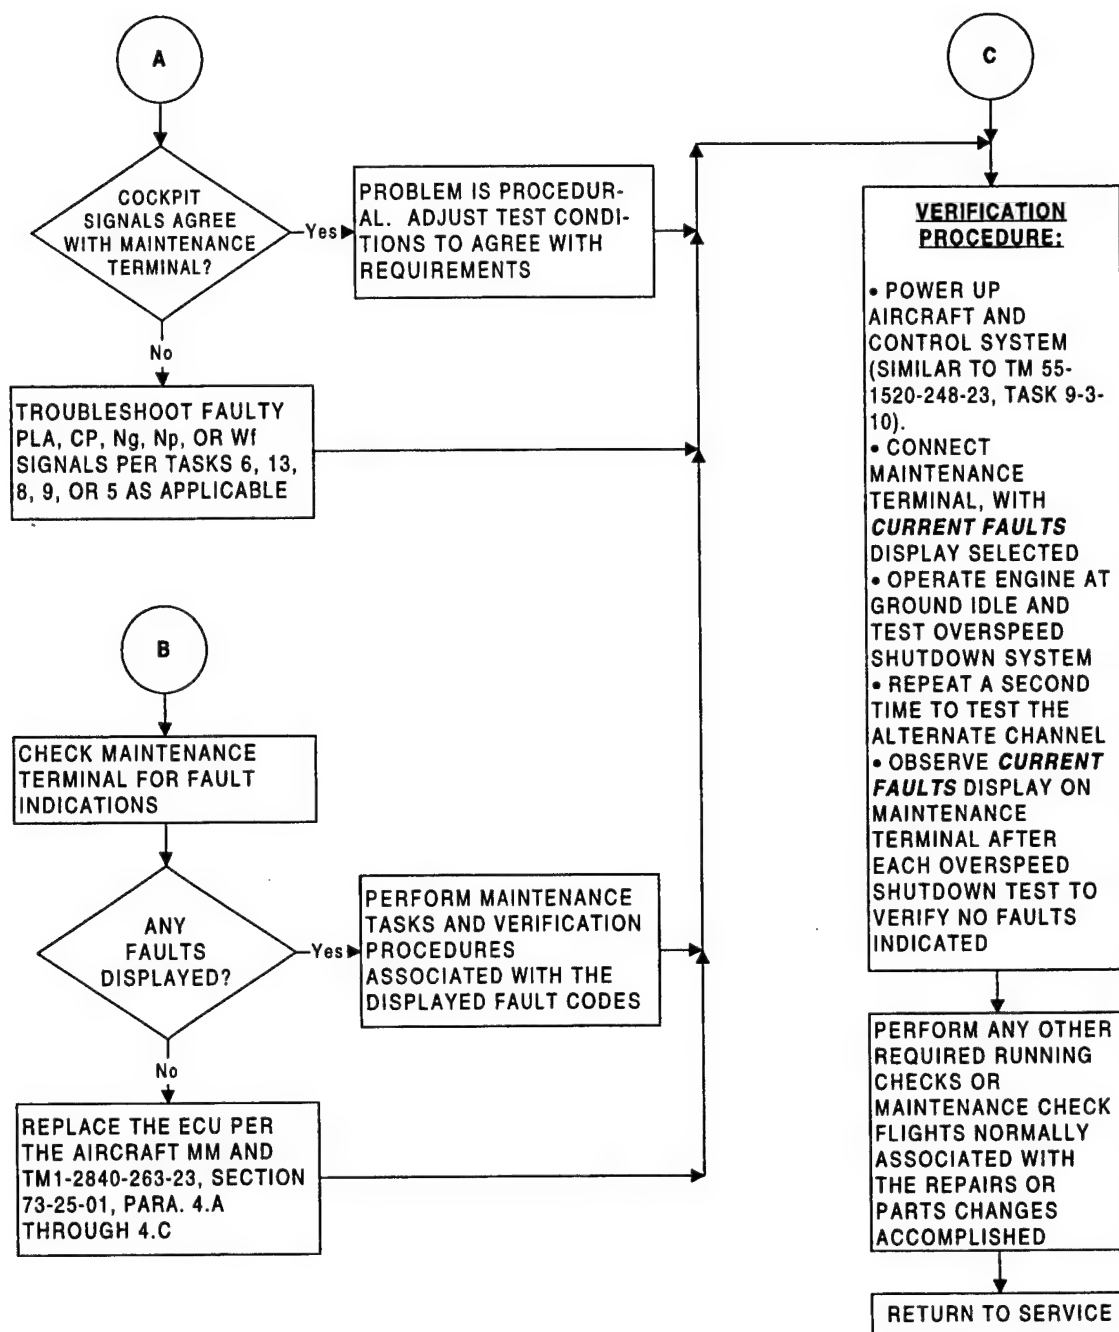 A
COCKPIT
SIGNALS AGREE
WITH MAINTENANCE
TERMINAL?
Yes
PROBLEM IS PROCEDUR-
AL. ADJUST TEST CONDI-
TIONS TO AGREE WITH
REQUIREMENTS
No
TROUBLESHOOT FAULTY
PLA, CP, Ng, Np, OR Wf
SIGNALS PER TASKS 6, 13,
8, 9, OR 5 AS APPLICABLE
B
CHECK MAINTENANCE
TERMINAL FOR FAULT
INDICATIONS
ANY
FAULTS
DISPLAYED?
Yes
PERFORM MAINTENANCE
TASKS AND VERIFICATION
PROCEDURES
ASSOCIATED WITH THE
DISPLAYED FAULT CODES
No
REPLACE THE ECU PER
THE AIRCRAFT MM AND
TM1-2840-263-23, SECTION
73-25-01, PARA. 4.A
THROUGH 4.C
C
VERIFICATION
PROCEDURE:
• POWER UP
AIRCRAFT AND
CONTROL SYSTEM
(SIMILAR TO TM 55-
1520-248-23, TASK 9-3-
10).
• CONNECT
MAINTENANCE
TERMINAL, WITH
CURRENT FAULTS
DISPLAY SELECTED
• OPERATE ENGINE AT
GROUND IDLE AND
TEST OVERSPEED
SHUTDOWN SYSTEM
• REPEAT A SECOND
TIME TO TEST THE
ALTERNATE CHANNEL
• OBSERVE CURRENT
FAULTS DISPLAY ON
MAINTENANCE
TERMINAL AFTER
EACH OVERSPEED
SHUTDOWN TEST TO
VERIFY NO FAULTS
INDICATED
PERFORM ANY OTHER
REQUIRED RUNNING
CHECKS OR
MAINTENANCE CHECK
FLIGHTS NORMALLY
ASSOCIATED WITH
THE REPAIRS OR
PARTS CHANGES
ACCOMPLISHED
RETURN TO SERVICE